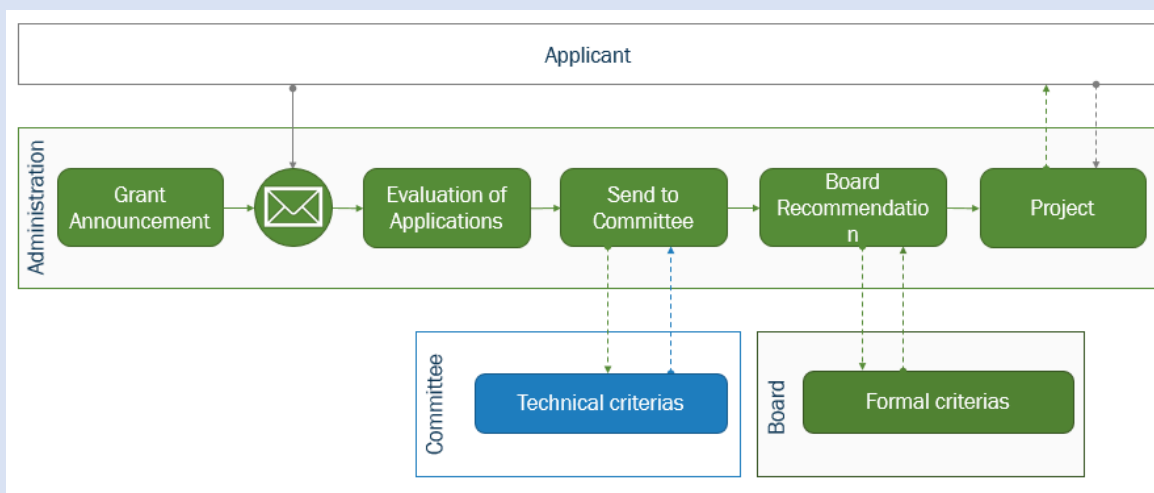 Applicant
Administration
Grant
Announcement
Evaluation of
Applications
Send to
Committee
Board
Recommendatio
n
Project
Committee
Technical criterias
Board
Formal criterias